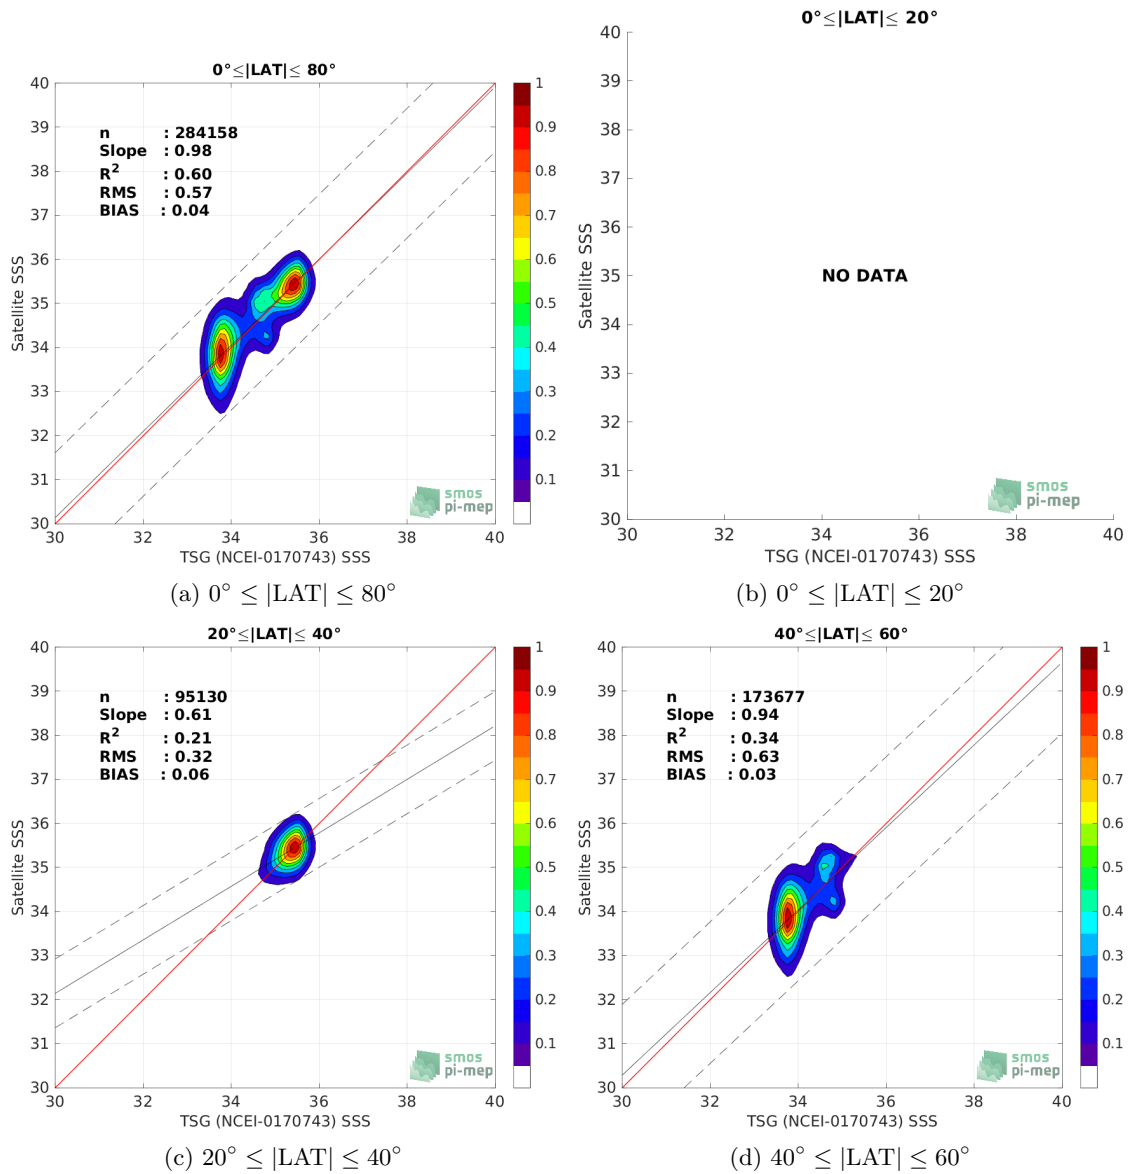 0°≤|LAT|≤ 80°
n : 284158
Slope : 0.98
R² : 0.60
RMS : 0.57
BIAS : 0.04
40
39
38
37
36
35
34
33
32
31
30
Satellite SSS
30 32 34 36 38 40
TSG (NCEI-0170743) SSS
1
0.9
0.8
0.7
0.6
0.5
0.4
0.3
0.2
0.1
smos
pi-mep
(a) 0° ≤ |LAT| ≤ 80°
0°≤|LAT|≤ 20°
40
39
38
37
36
35
34
33
32
31
30
Satellite SSS
NO DATA
smos
pi-mep
30 32 34 36 38 40
TSG (NCEI-0170743) SSS
(b) 0° ≤ |LAT| ≤ 20°
20°≤|LAT|≤ 40°
n : 95130
Slope : 0.61
R² : 0.21
RMS : 0.32
BIAS : 0.06
40
39
38
37
36
35
34
33
32
31
30
Satellite SSS
30 32 34 36 38 40
TSG (NCEI-0170743) SSS
1
0.9
0.8
0.7
0.6
0.5
0.4
0.3
0.2
0.1
smos
pi-mep
(c) 20° ≤ |LAT| ≤ 40°
40°≤|LAT|≤ 60°
n : 173677
Slope : 0.94
R² : 0.34
RMS : 0.63
BIAS : 0.03
40
39
38
37
36
35
34
33
32
31
30
Satellite SSS
30 32 34 36 38 40
TSG (NCEI-0170743) SSS
1
0.9
0.8
0.7
0.6
0.5
0.4
0.3
0.2
0.1
smos
pi-mep
(d) 40° ≤ |LAT| ≤ 60°